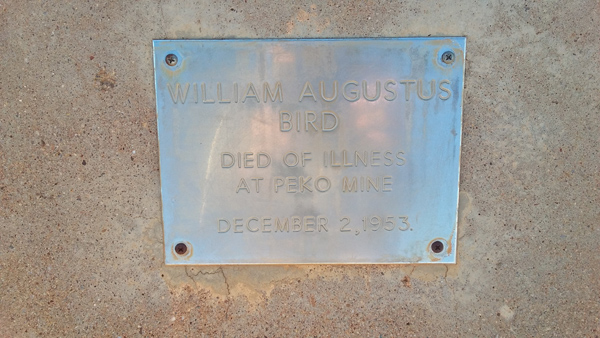 WILLIAM AUGUSTUS
BIRD
DIED OF ILLNESS
AT PEKO MINE
DECEMBER 2,1953.